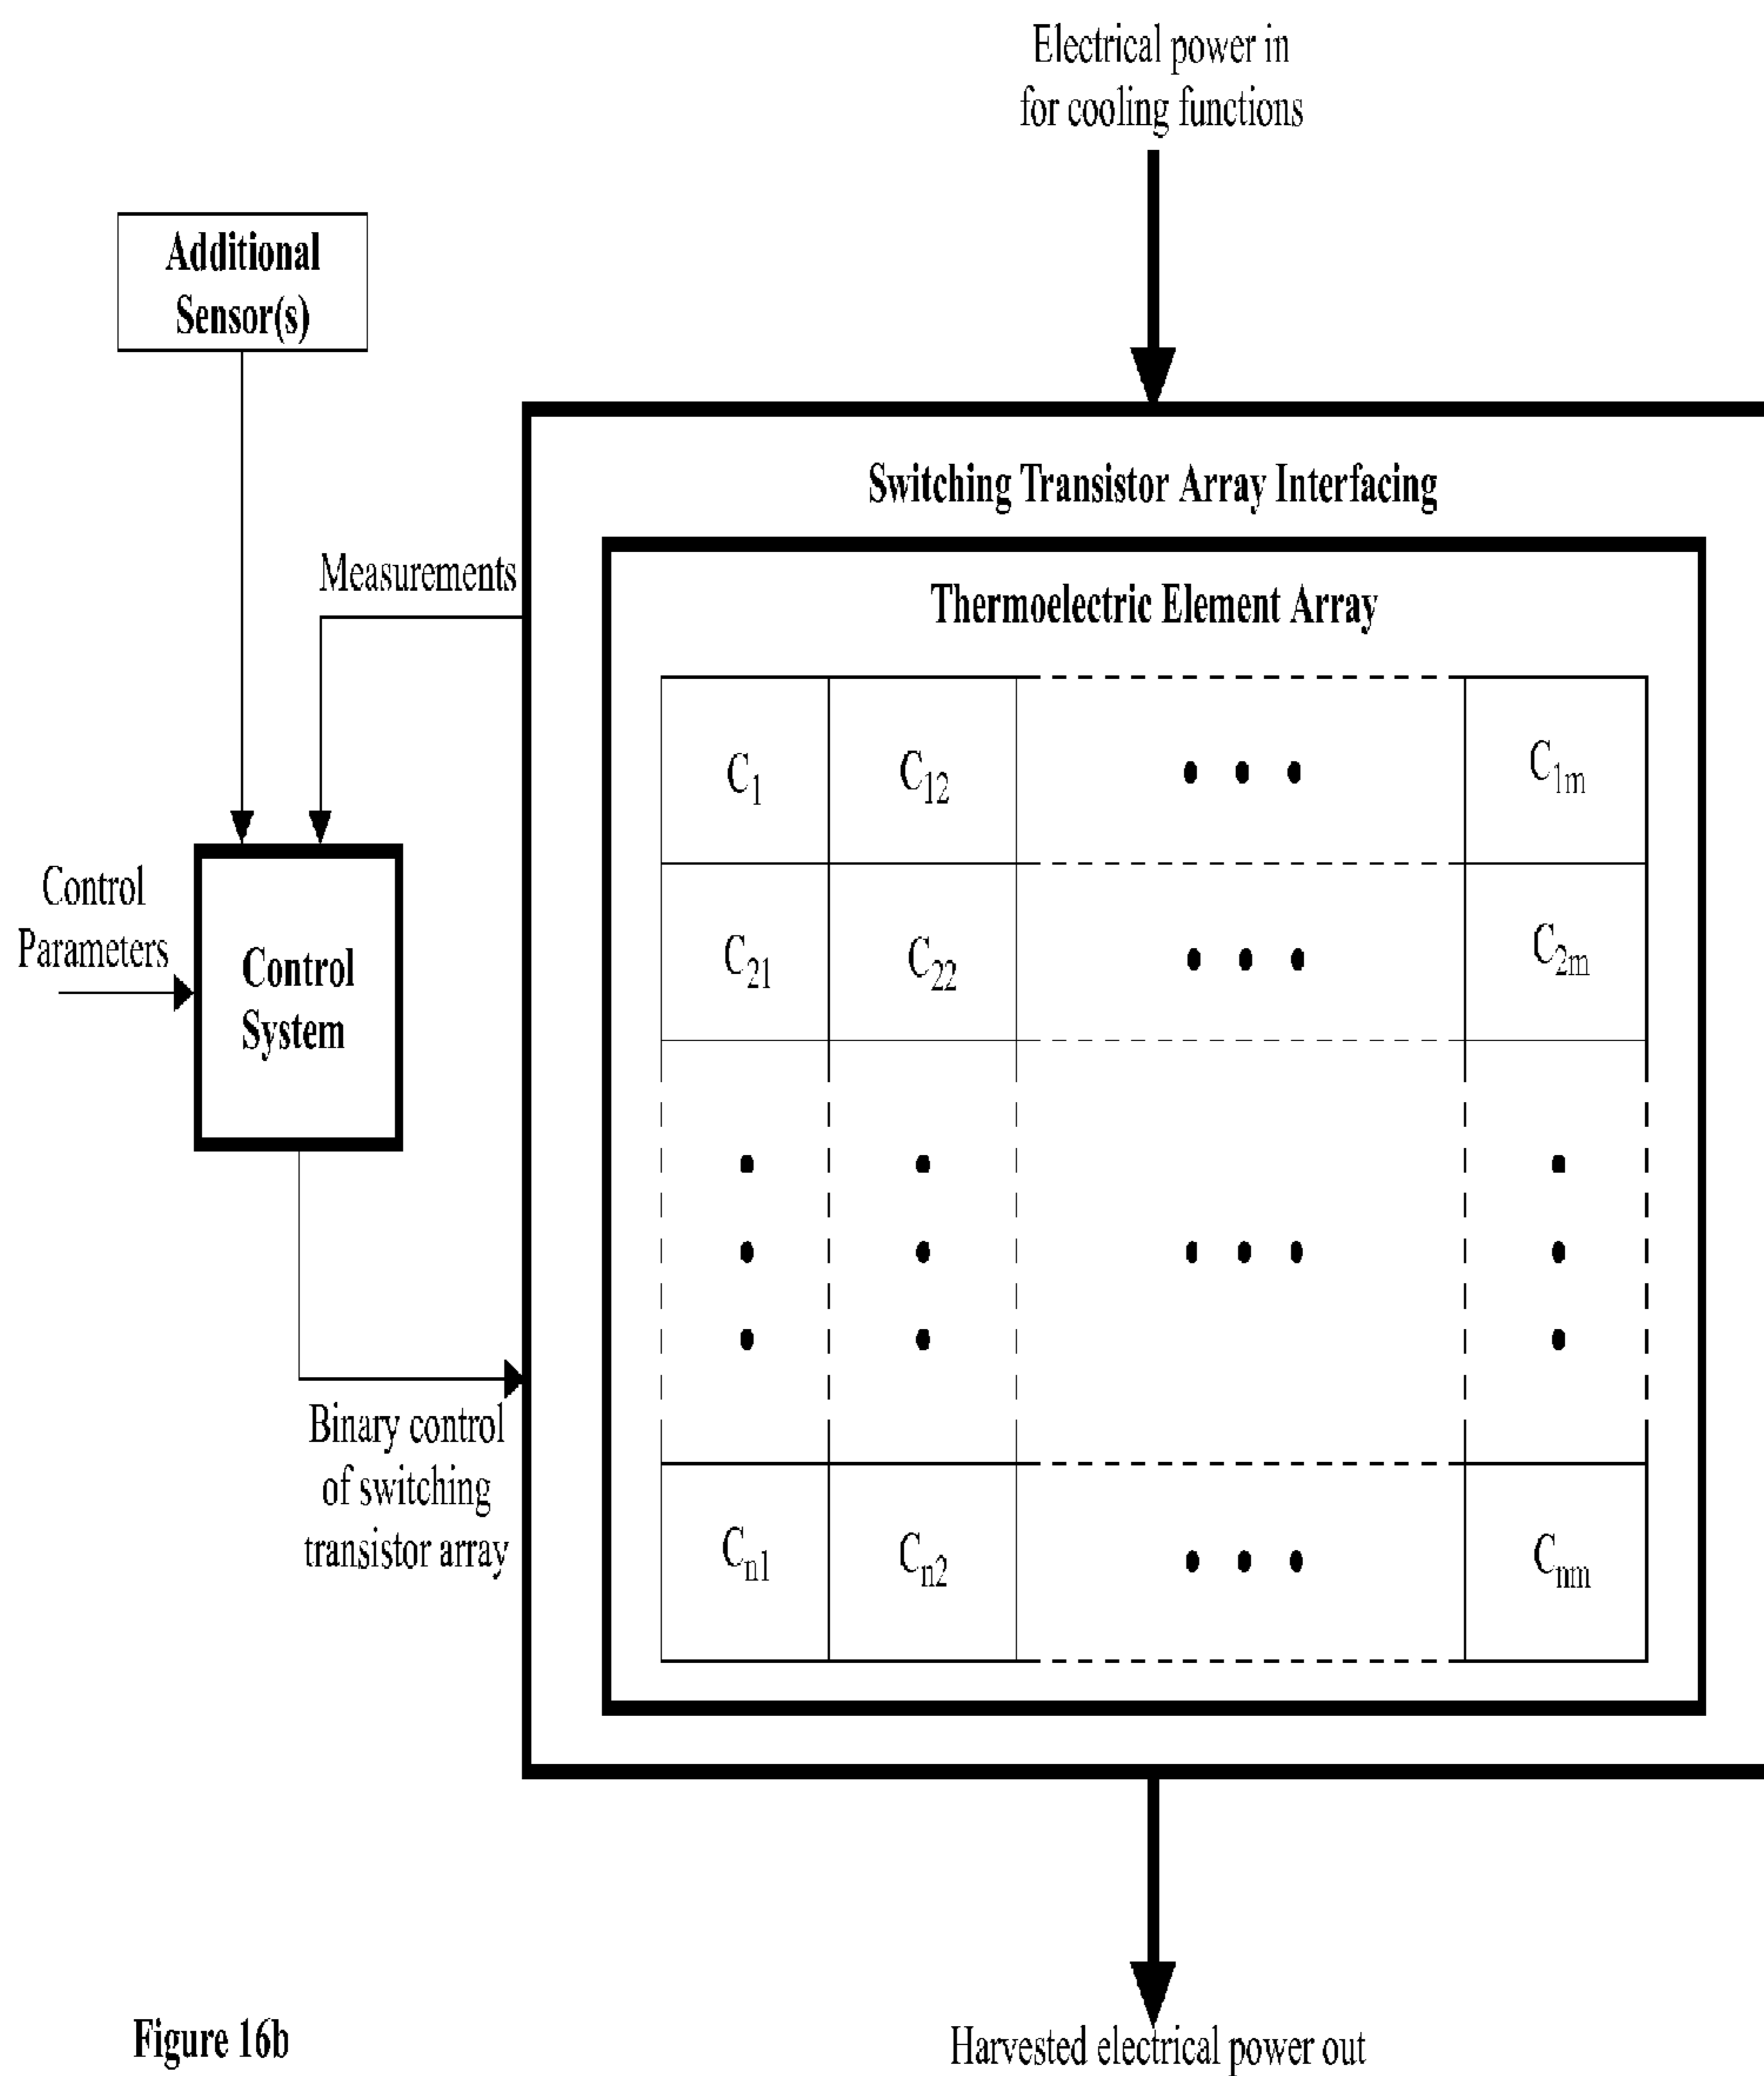 Electrical power in
for cooling functions
Additional
Sensor(s)
Switching Transistor Array Interfacing
Measurements
Thermoelectric Element Array
C1 C12 • • • C1m
Control
Parameters
Control
System
C21 C22 • • • C2m
Binary control
of switching
transistor array
Cn1 Cn2 • • • Cnm
Figure 16b
Harvested electrical power out